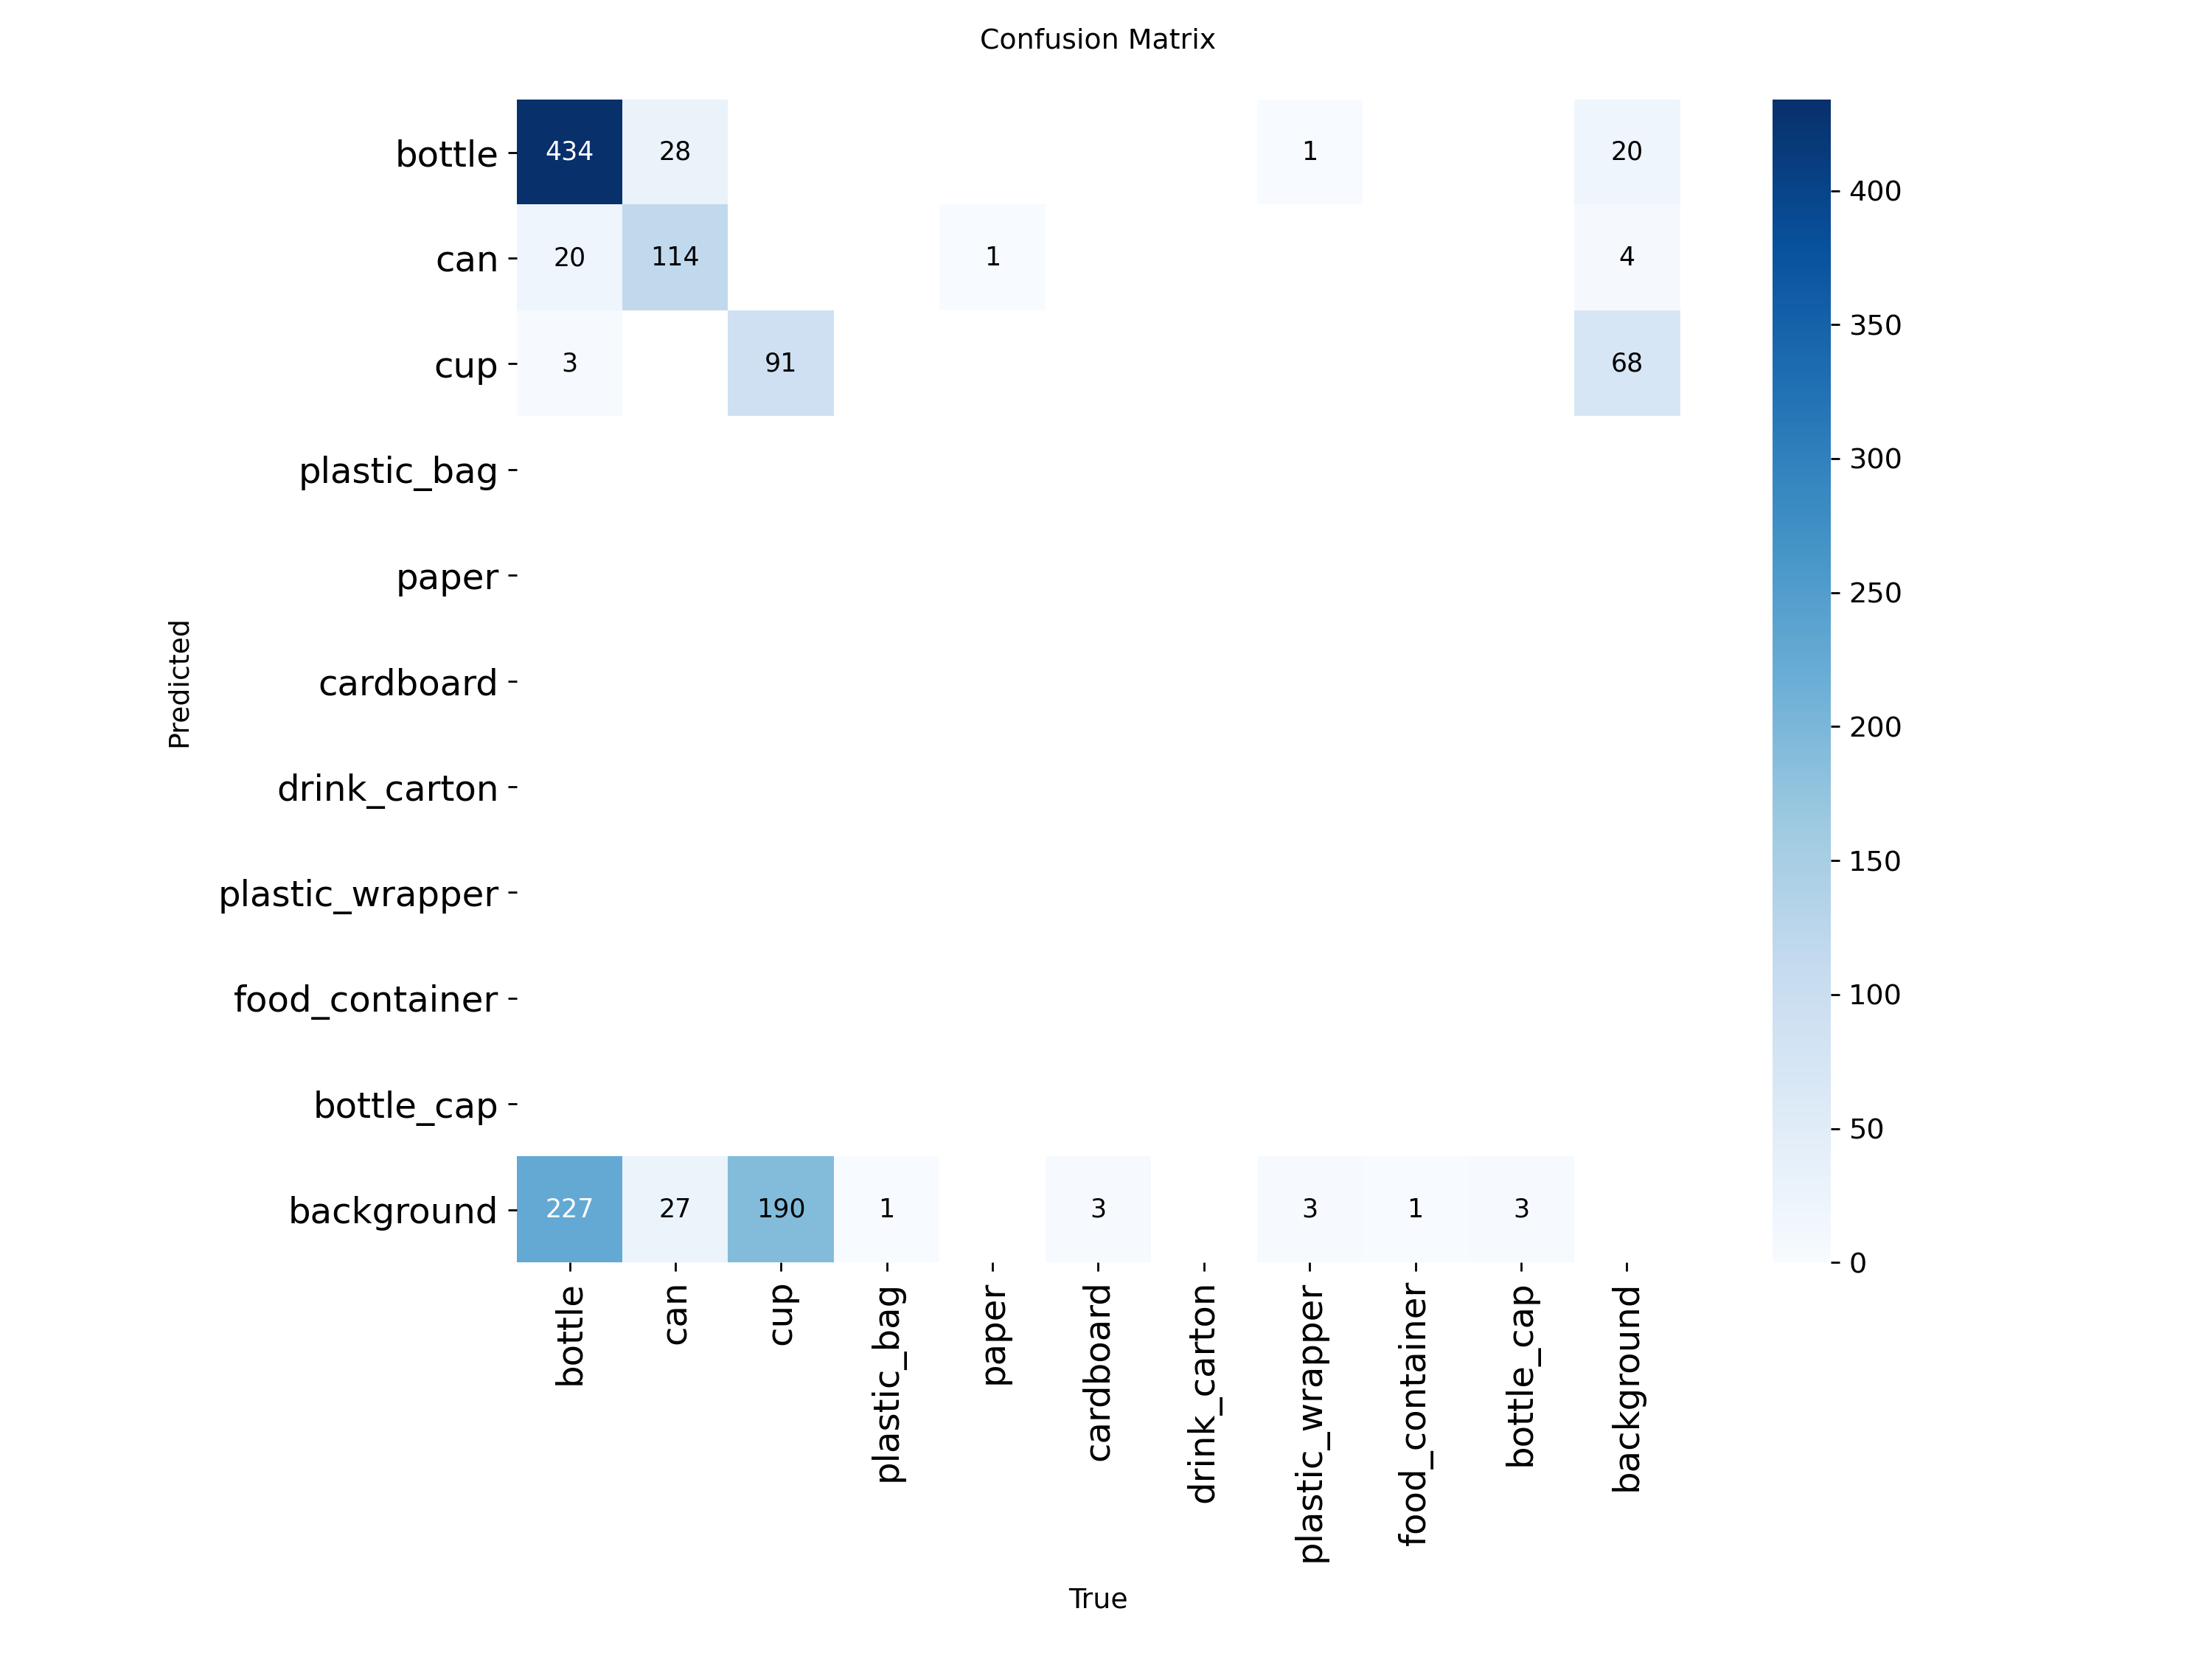 Confusion Matrix
bottle 434 28 1 20
can 20 114 1 4
cup 3 91 68
plastic_bag
paper
cardboard
drink_carton
plastic_wrapper
food_container
bottle_cap
background 227 27 190 1 3 3 1 3
Predicted
bottle
can
cup
plastic_bag
paper
cardboard
drink_carton
plastic_wrapper
food_container
bottle_cap
background
True
400
350
300
250
200
150
100
50
0